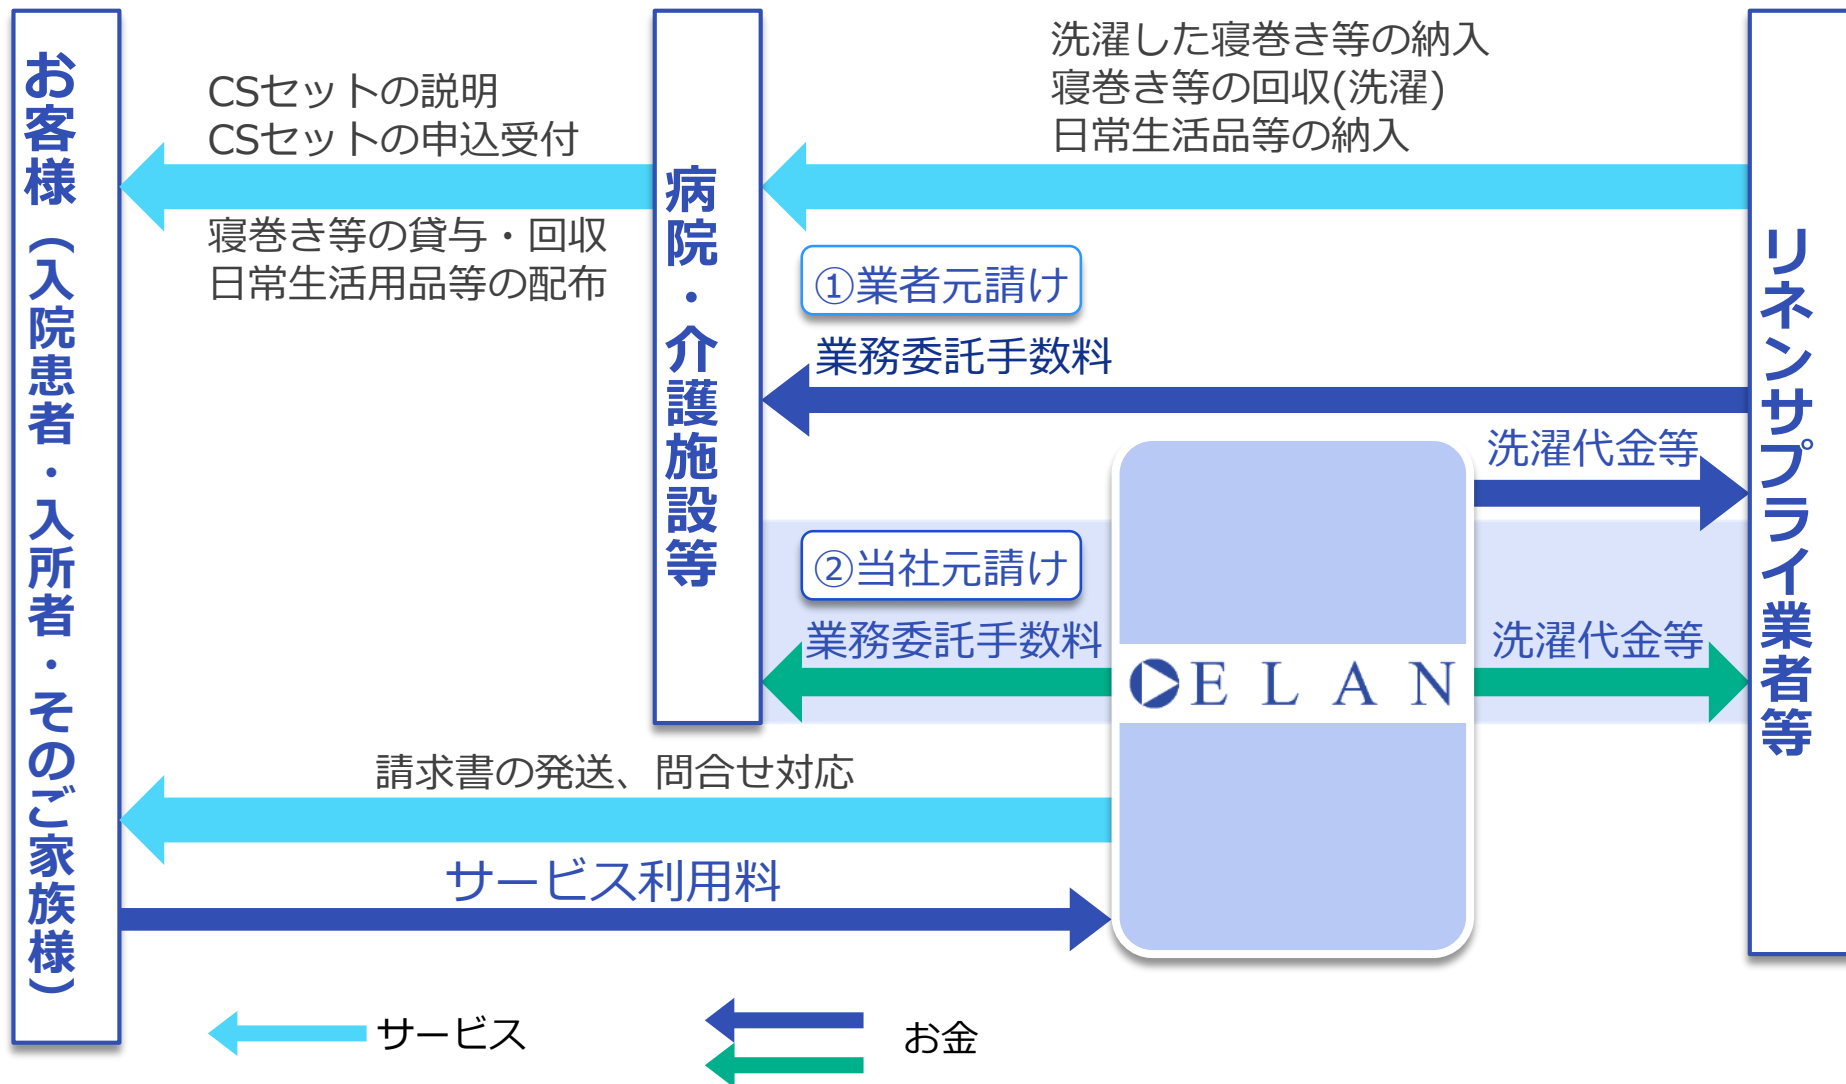 お客様（入院患者・入所者・そのご家族様）
CSセットの説明
CSセットの申込受付
寝巻き等の貸与・回収
日常生活用品等の配布
病院・介護施設等
洗濯した寝巻き等の納入
寝巻き等の回収(洗濯)
日常生活品等の納入
①業者元請け
業務委託手数料
洗濯代金等
②当社元請け
業務委託手数料
洗濯代金等
ELAN
リネンサプライ業者等
請求書の発送、問合せ対応
サービス利用料
サービス
お金